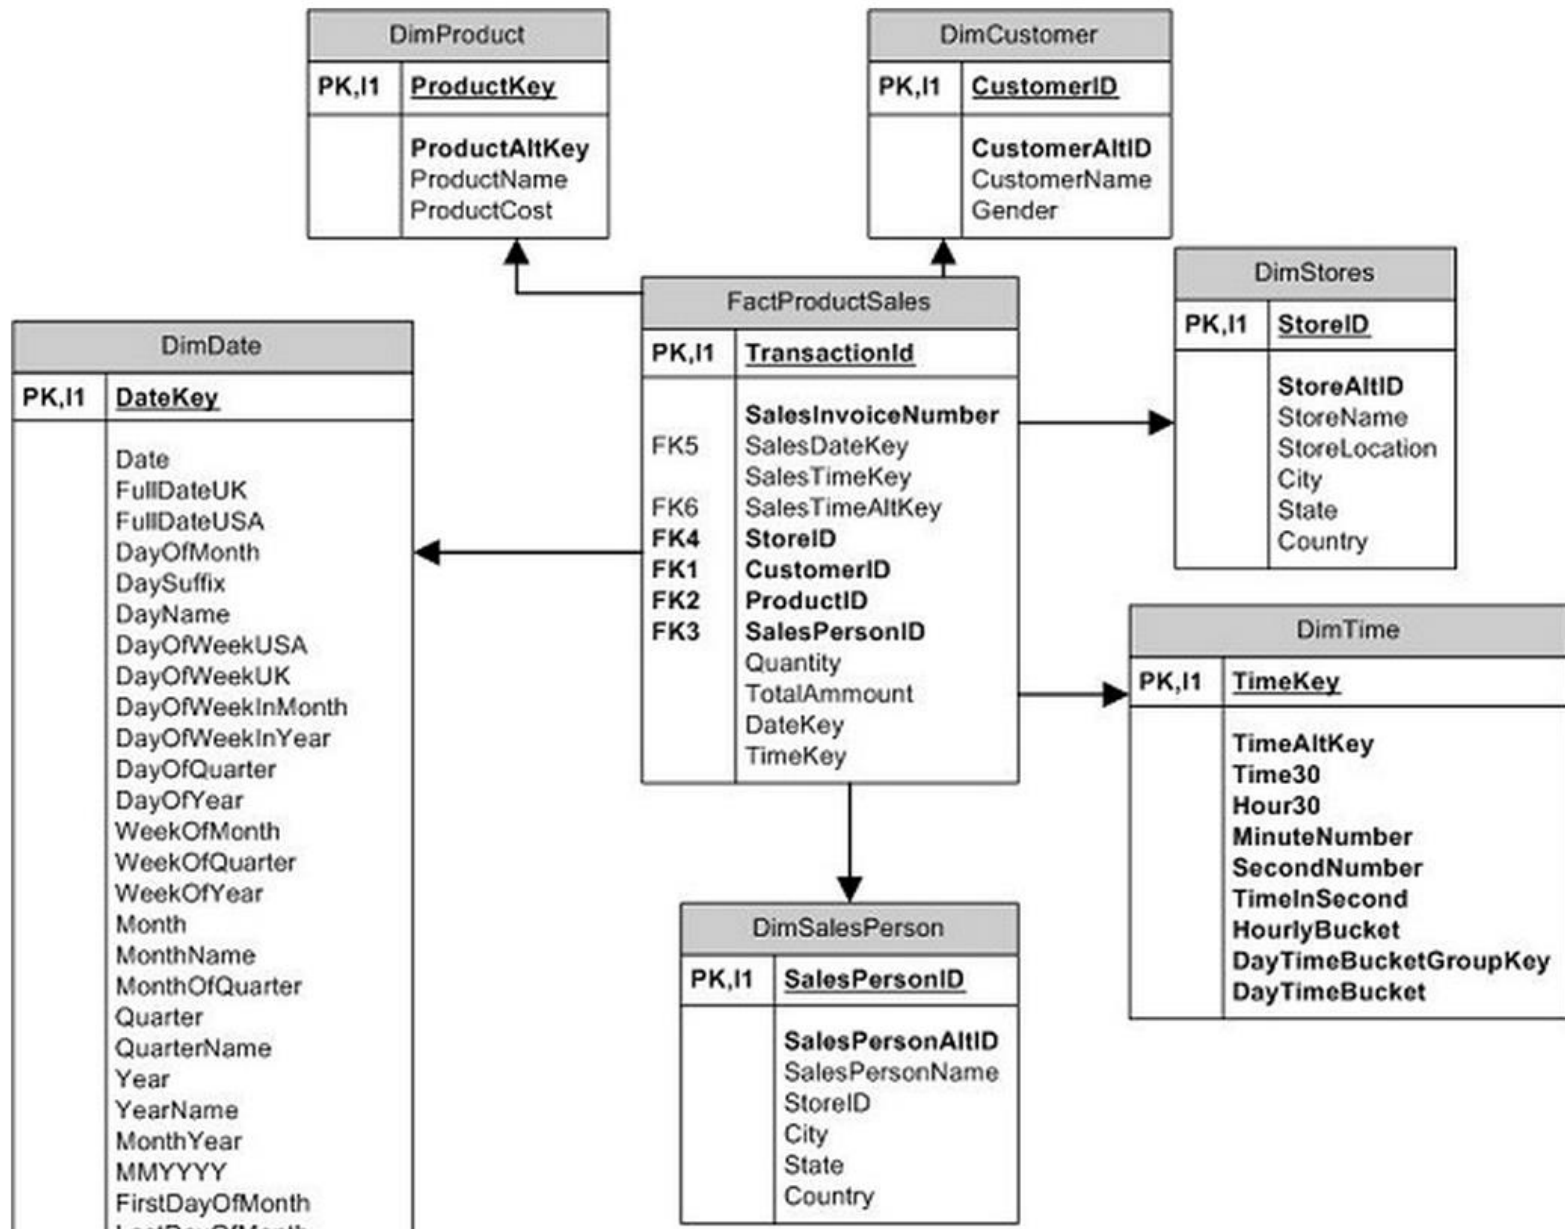 DimProduct
PK,I1 ProductKey
ProductAltKey
ProductName
ProductCost
DimCustomer
PK,I1 CustomerID
CustomerAltID
CustomerName
Gender
DimStores
PK,I1 StoreID
StoreAltID
StoreName
StoreLocation
City
State
Country
FactProductSales
PK,I1 TransactionId
SalesInvoiceNumber
FK5 SalesDateKey
SalesTimeKey
FK6 SalesTimeAltKey
FK4 StoreID
FK1 CustomerID
FK2 ProductID
FK3 SalesPersonID
Quantity
TotalAmmount
DateKey
TimeKey
DimDate
PK,I1 DateKey
Date
FullDateUK
FullDateUSA
DayOfMonth
DaySuffix
DayName
DayOfWeekUSA
DayOfWeekUK
DayOfWeekInMonth
DayOfWeekInYear
DayOfQuarter
DayOfYear
WeekOfMonth
WeekOfQuarter
WeekOfYear
Month
MonthName
MonthOfQuarter
Quarter
QuarterName
Year
YearName
MonthYear
MMYYYY
FirstDayOfMonth
LastDayOfMonth
DimTime
PK,I1 TimeKey
TimeAltKey
Time30
Hour30
MinuteNumber
SecondNumber
TimeInSecond
HourlyBucket
DayTimeBucketGroupKey
DayTimeBucket
DimSalesPerson
PK,I1 SalesPersonID
SalesPersonAltID
SalesPersonName
StoreID
City
State
Country